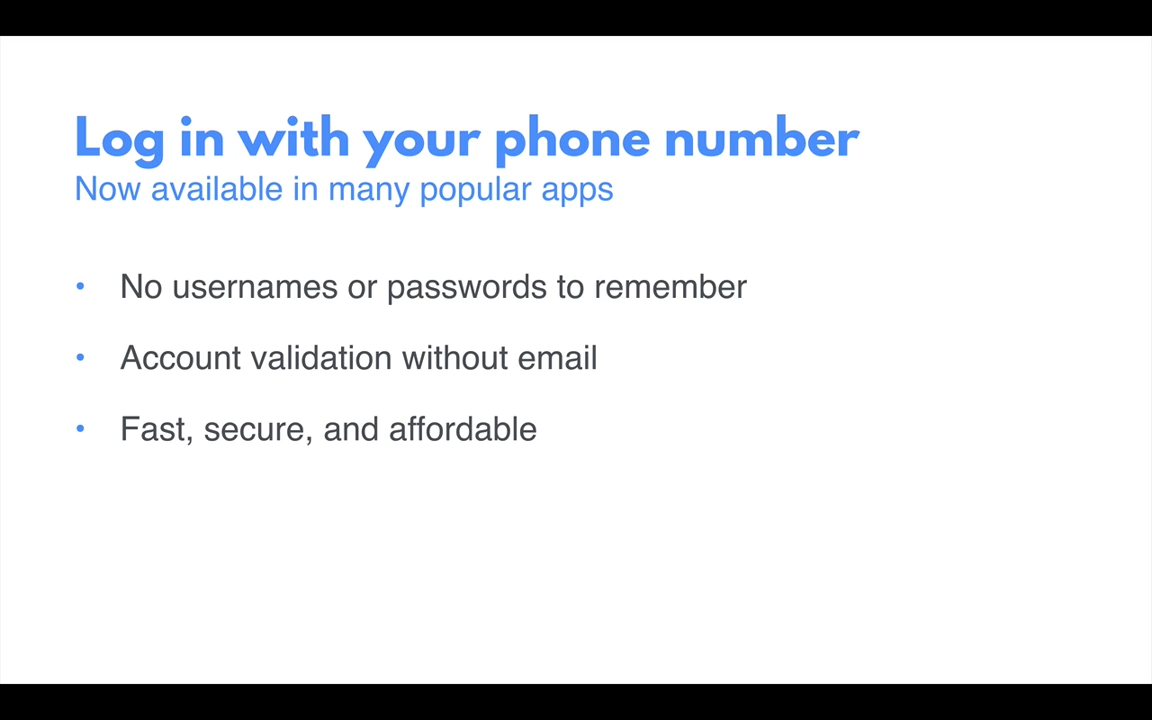 Log in with your phone number
Now available in many popular apps
• No usernames or passwords to remember
• Account validation without email
• Fast, secure, and affordable